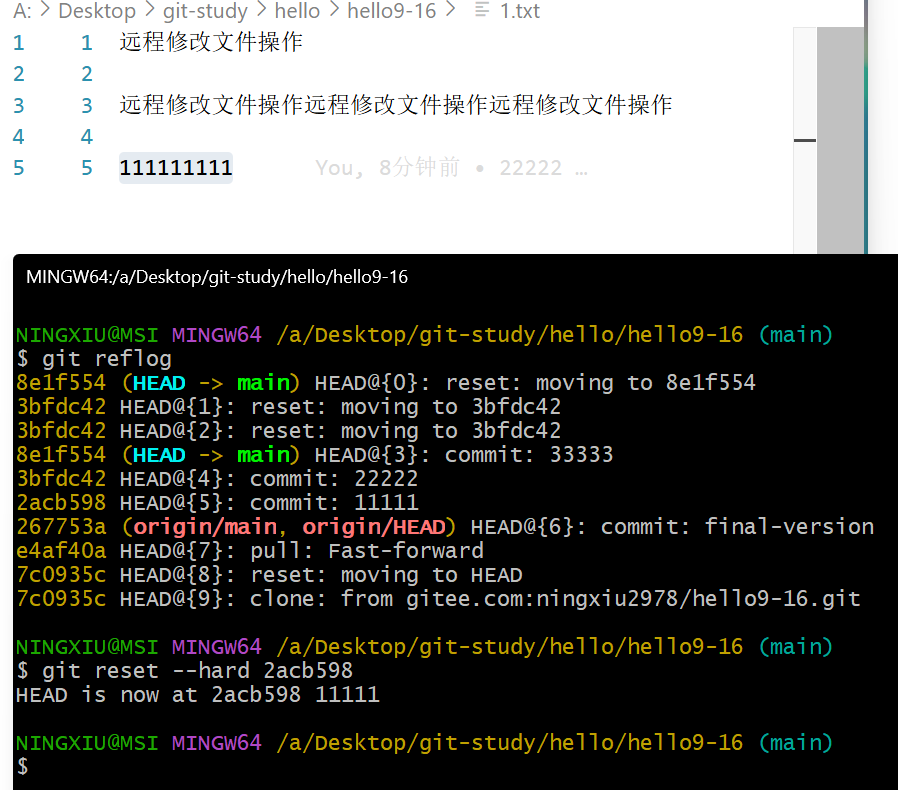 A: > Desktop > git-study > hello > hello9-16 > 1.txt
1 1 远程修改文件操作
2 2
3 3 远程修改文件操作远程修改文件操作远程修改文件操作
4 4
5 5 111111111 You, 8分钟前 • 22222 …
MINGW64:/a/Desktop/git-study/hello/hello9-16
NINGXIU@MSI MINGW64 /a/Desktop/git-study/hello/hello9-16 (main)
$ git reflog
8e1f554 (HEAD -> main) HEAD@{0}: reset: moving to 8e1f554
3bfdc42 HEAD@{1}: reset: moving to 3bfdc42
3bfdc42 HEAD@{2}: reset: moving to 3bfdc42
8e1f554 (HEAD -> main) HEAD@{3}: commit: 33333
3bfdc42 HEAD@{4}: commit: 22222
2acb598 HEAD@{5}: commit: 11111
267753a (origin/main, origin/HEAD) HEAD@{6}: commit: final-version
e4af40a HEAD@{7}: pull: Fast-forward
7c0935c HEAD@{8}: reset: moving to HEAD
7c0935c HEAD@{9}: clone: from gitee.com:ningxiu2978/hello9-16.git
NINGXIU@MSI MINGW64 /a/Desktop/git-study/hello/hello9-16 (main)
$ git reset --hard 2acb598
HEAD is now at 2acb598 11111
NINGXIU@MSI MINGW64 /a/Desktop/git-study/hello/hello9-16 (main)
$